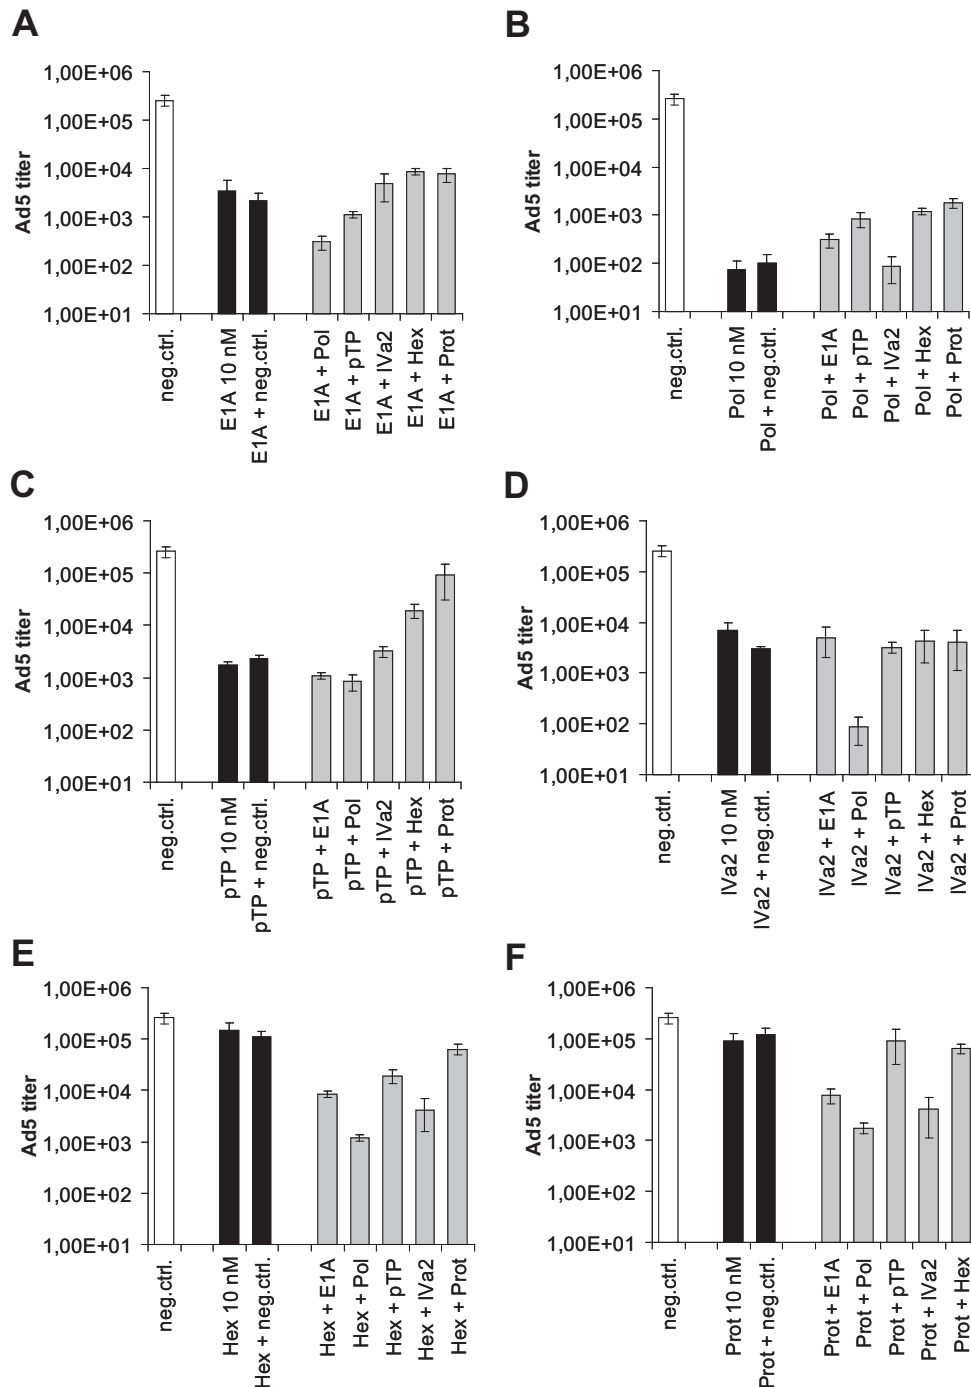 A
Ad5 titer
1,00E+06
1,00E+05
1,00E+04
1,00E+03
1,00E+02
1,00E+01
neg.ctrl.
E1A 10 nM
E1A + neg.ctrl.
E1A + Pol
E1A + pTP
E1A + IVa2
E1A + Hex
E1A + Prot
B
Ad5 titer
1,00E+06
1,00E+05
1,00E+04
1,00E+03
1,00E+02
1,00E+01
neg.ctrl.
Pol 10 nM
Pol + neg.ctrl.
Pol + E1A
Pol + pTP
Pol + IVa2
Pol + Hex
Pol + Prot
C
Ad5 titer
1,00E+06
1,00E+05
1,00E+04
1,00E+03
1,00E+02
1,00E+01
neg.ctrl.
pTP 10 nM
pTP + neg.ctrl.
pTP + E1A
pTP + Pol
pTP + IVa2
pTP + Hex
pTP + Prot
D
Ad5 titer
1,00E+06
1,00E+05
1,00E+04
1,00E+03
1,00E+02
1,00E+01
neg.ctrl.
IVa2 10 nM
IVa2 + neg.ctrl.
IVa2 + E1A
IVa2 + Pol
IVa2 + pTP
IVa2 + Hex
IVa2 + Prot
E
Ad5 titer
1,00E+06
1,00E+05
1,00E+04
1,00E+03
1,00E+02
1,00E+01
neg.ctrl.
Hex 10 nM
Hex + neg.ctrl.
Hex + E1A
Hex + Pol
Hex + pTP
Hex + IVa2
Hex + Prot
F
Ad5 titer
1,00E+06
1,00E+05
1,00E+04
1,00E+03
1,00E+02
1,00E+01
neg.ctrl.
Prot 10 nM
Prot + neg.ctrl.
Prot + E1A
Prot + Pol
Prot + pTP
Prot + IVa2
Prot + Hex